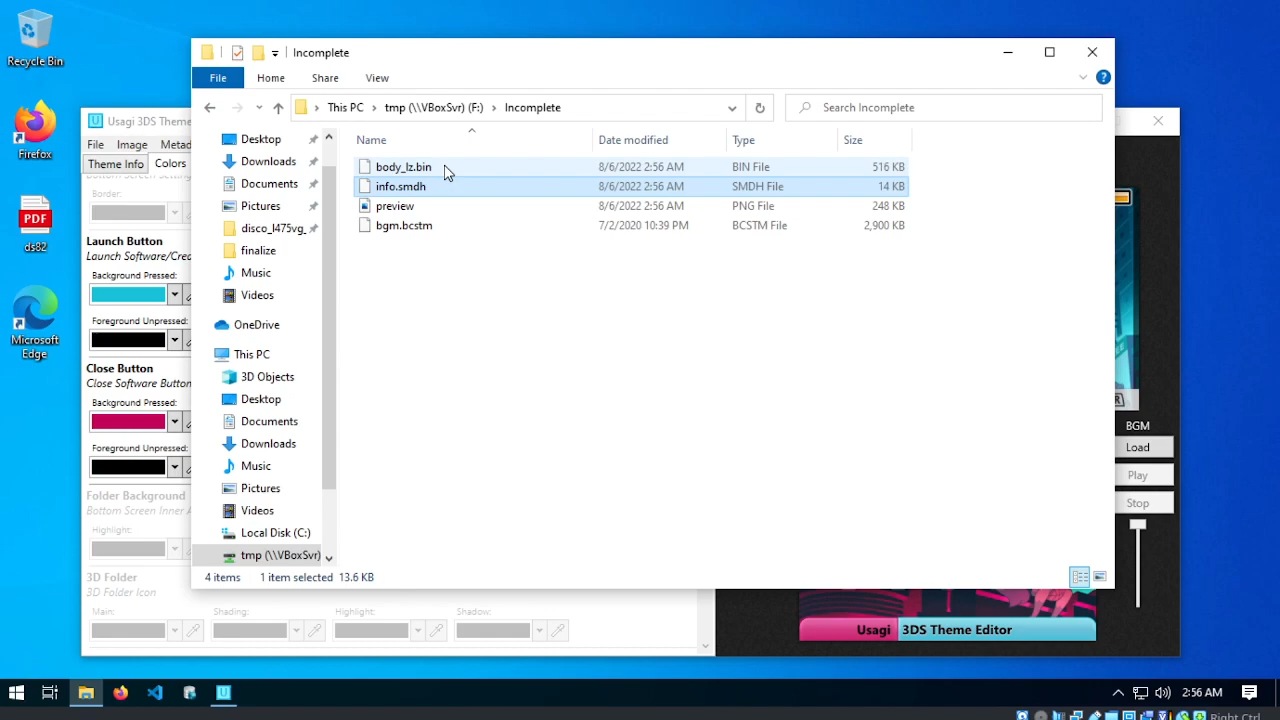 Recycle Bin
Firefox
PDF
ds82
Microsoft
Edge
Usagi 3DS Theme
File Image Metad
Theme Info Colors
Border:
Launch Button
Launch Software/Crea
Background Pressed:
Foreground Unpressed:
Close Button
Close Software Button
Background Pressed:
Foreground Unpressed:
Folder Background
Bottom Screen Inner A
Highlight:
3D Folder
3D Folder Icon
Main: Shading: Highlight: Shadow:
Incomplete
File Home Share View
This PC tmp (\\VBoxSvr) (F:) Incomplete
Search Incomplete
Desktop
Downloads
Documents
Pictures
disco_l475vg_
finalize
Music
Videos
OneDrive
This PC
3D Objects
Desktop
Documents
Downloads
Music
Pictures
Videos
Local Disk (C:)
tmp (\\VBoxSvr)
Name Date modified Type Size
body_lz.bin 8/6/2022 2:56 AM BIN File 516 KB
info.smdh 8/6/2022 2:56 AM SMDH File 14 KB
preview 8/6/2022 2:56 AM PNG File 248 KB
bgm.bcstm 7/2/2020 10:39 PM BCSTM File 2,900 KB
4 items 1 item selected 13.6 KB
BGM
Load
Play
Stop
Usagi 3DS Theme Editor
2:56 AM
Right Ctrl